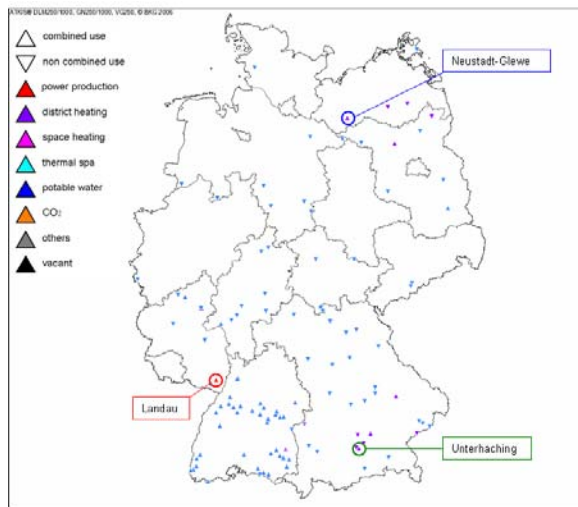 combined use
non combined use
power production
district heating
space heating
thermal spa
potable water
CO₂
others
vacant
Neustadt-Glewe
Landau
Unterhaching